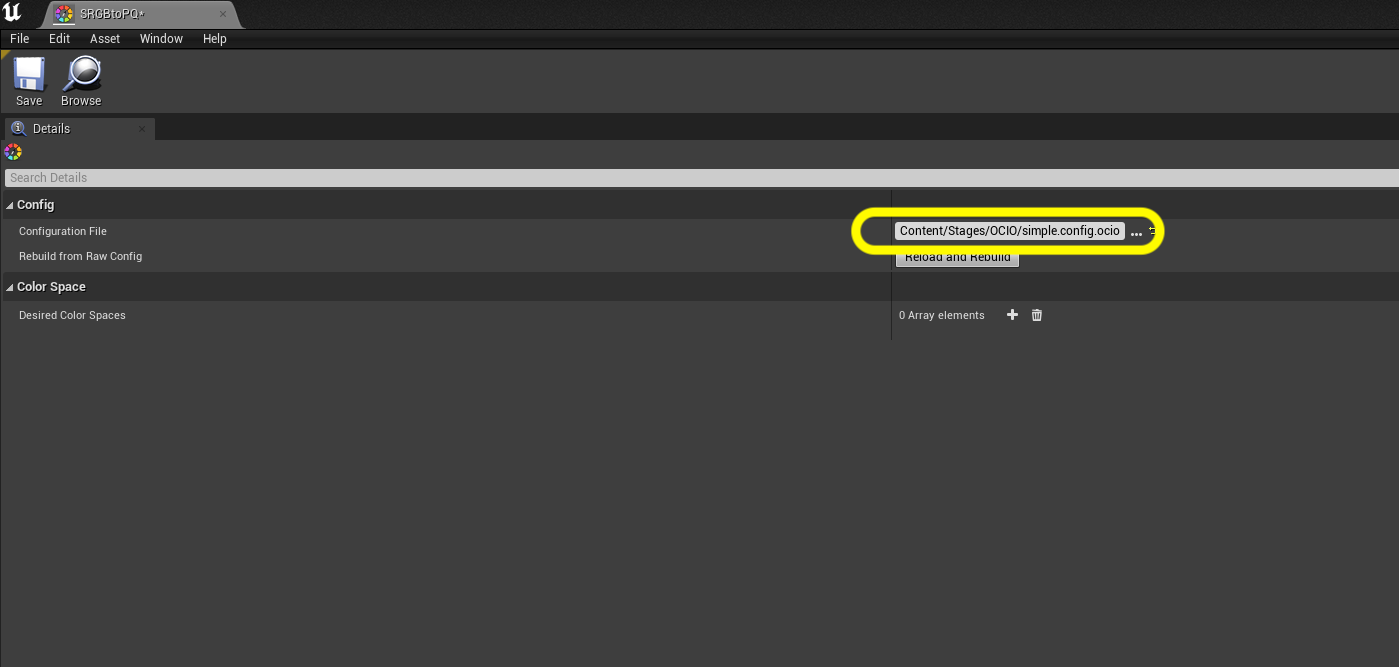 SRGBtoPQ*
File Edit Asset Window Help
Save Browse
Details
Search Details
Config
Configuration File Content/Stages/OCIO/simple.config.ocio ...
Rebuild from Raw Config Reload and Rebuild
Color Space
Desired Color Spaces 0 Array elements